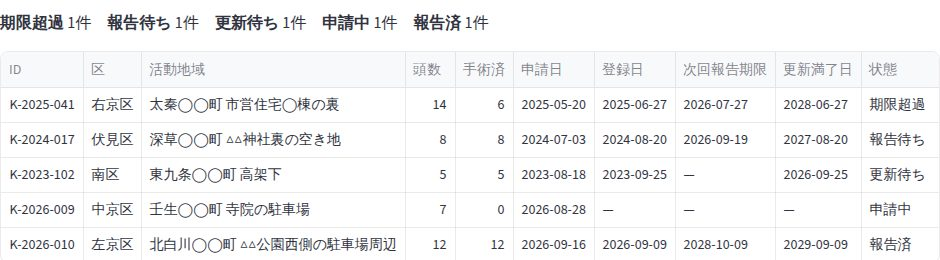 期限超過 1件 報告待ち 1件 更新待ち 1件 申請中 1件 報告済 1件
ID 区 活動地域 頭数 手術済 申請日 登録日 次回報告期限 更新満了日 状態
K-2025-041 右京区 太秦◯◯町 市営住宅◯棟の裏 14 6 2025-05-20 2025-06-27 2026-07-27 2028-06-27 期限超過
K-2024-017 伏見区 深草◯◯町 △△神社裏の空き地 8 8 2024-07-03 2024-08-20 2026-09-19 2027-08-20 報告待ち
K-2023-102 南区 東九条◯◯町 高架下 5 5 2023-08-18 2023-09-25 — 2026-09-25 更新待ち
K-2026-009 中京区 壬生◯◯町 寺院の駐車場 7 0 2026-08-28 — — — 申請中
K-2026-010 左京区 北白川◯◯町 △△公園西側の駐車場周辺 12 12 2026-09-16 2026-09-09 2028-10-09 2029-09-09 報告済